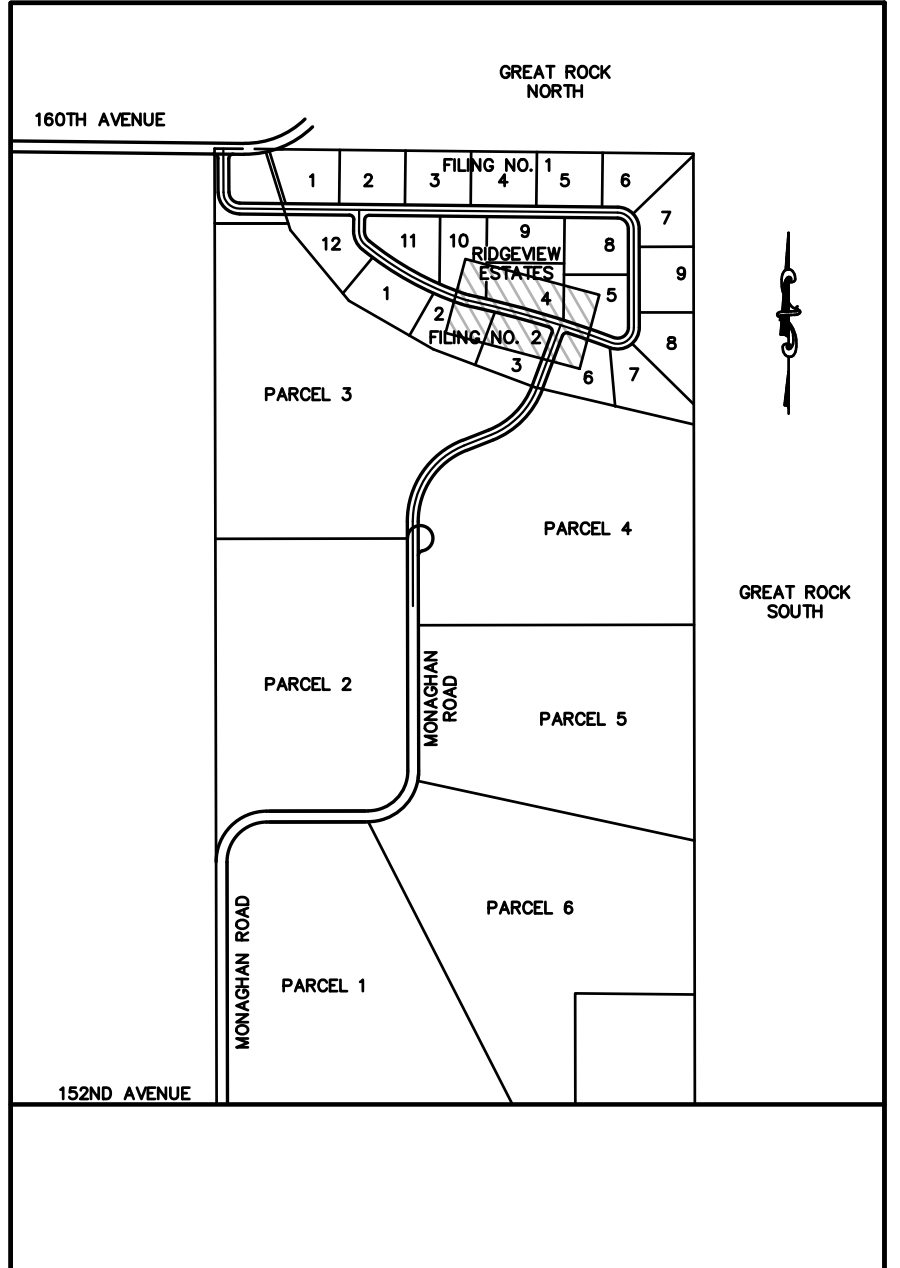 GREAT ROCK
NORTH
160TH AVENUE
FILING NO. 1
1 2 3 4 5 6
7
12 11 10 9 8
RIDGEVIEW
ESTATES
9
1 2 4 5
FILING NO. 2
8
3 6 7
PARCEL 3
PARCEL 4
GREAT ROCK
SOUTH
PARCEL 2
MONAGHAN
ROAD
PARCEL 5
PARCEL 6
MONAGHAN ROAD
PARCEL 1
152ND AVENUE